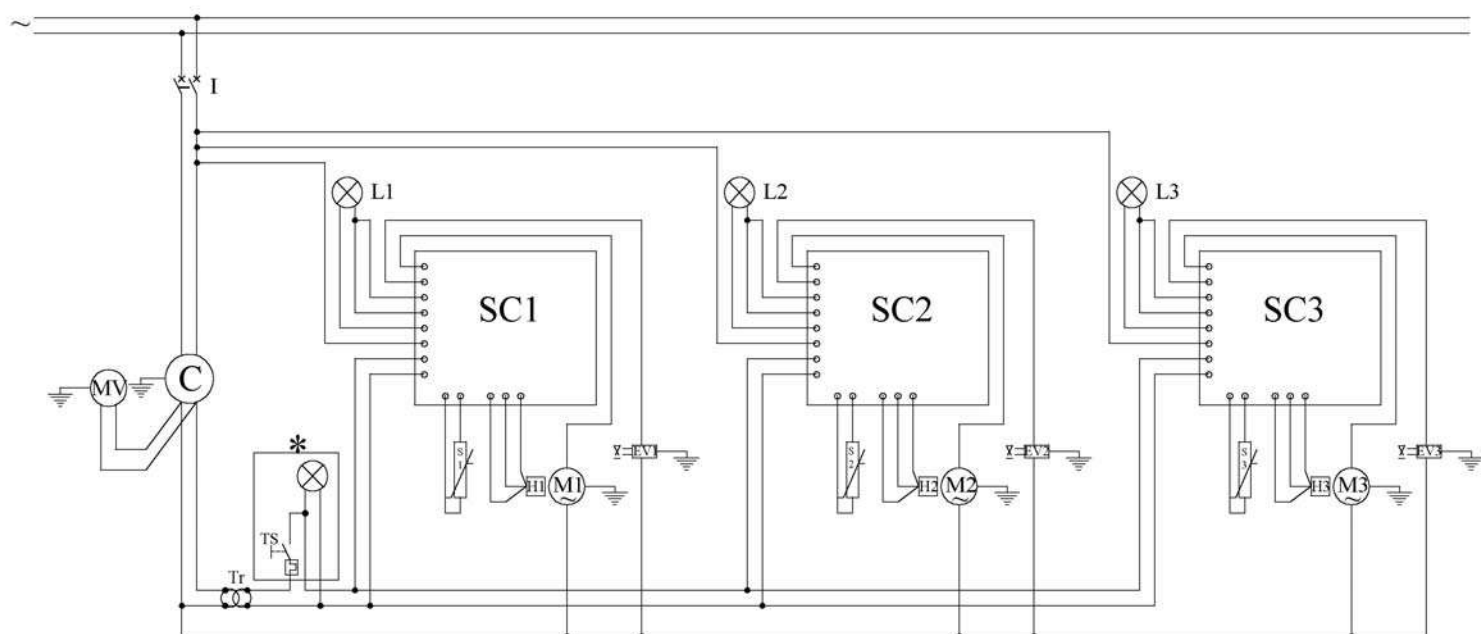 ~
I
L1
L2
L3
SC1
SC2
SC3
MV
C
*
S1
S2
S3
EV1
EV2
EV3
H1
M1
~
H2
M2
~
H3
M3
~
TS
Tr